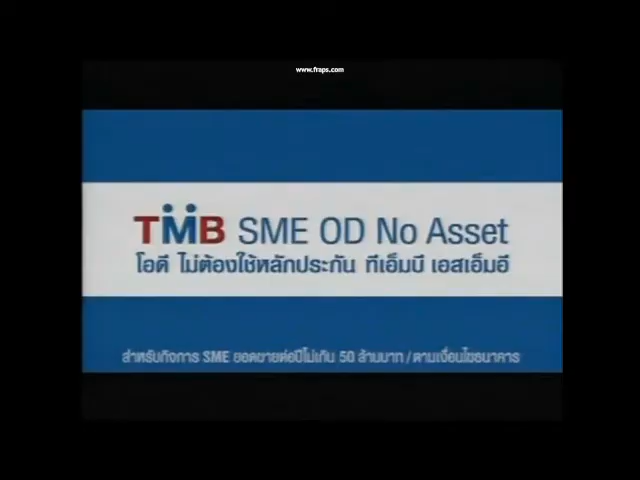 www.fraps.com
TMB SME OD No Asset
โอดี ไม่ต้องใช้หลักประกัน ทีเอ็มบี เอสเอ็มอี
สำหรับกิจการ SME ยอดขายต่อปีไม่เกิน 50 ล้านบาท / ตามเงื่อนไขธนาคาร